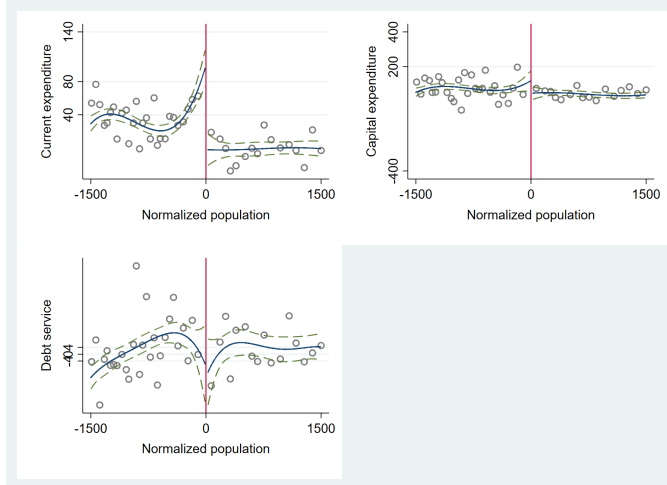 Current expenditure
140
80
40
-1500
0
1500
Normalized population
Capital expenditure
400
200
-400
-1500
0
1500
Normalized population
Debt service
-1500
0
1500
Normalized population